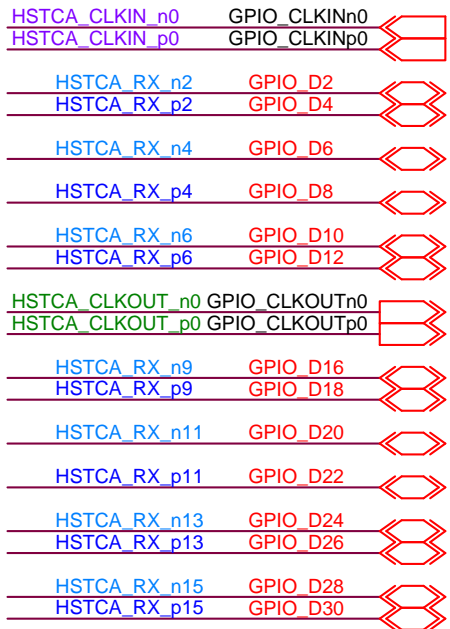 HSTCA_CLKIN_n0 GPIO_CLKINn0
HSTCA_CLKIN_p0 GPIO_CLKINp0
HSTCA_RX_n2 GPIO_D2
HSTCA_RX_p2 GPIO_D4
HSTCA_RX_n4 GPIO_D6
HSTCA_RX_p4 GPIO_D8
HSTCA_RX_n6 GPIO_D10
HSTCA_RX_p6 GPIO_D12
HSTCA_CLKOUT_n0 GPIO_CLKOUTn0
HSTCA_CLKOUT_p0 GPIO_CLKOUTp0
HSTCA_RX_n9 GPIO_D16
HSTCA_RX_p9 GPIO_D18
HSTCA_RX_n11 GPIO_D20
HSTCA_RX_p11 GPIO_D22
HSTCA_RX_n13 GPIO_D24
HSTCA_RX_p13 GPIO_D26
HSTCA_RX_n15 GPIO_D28
HSTCA_RX_p15 GPIO_D30